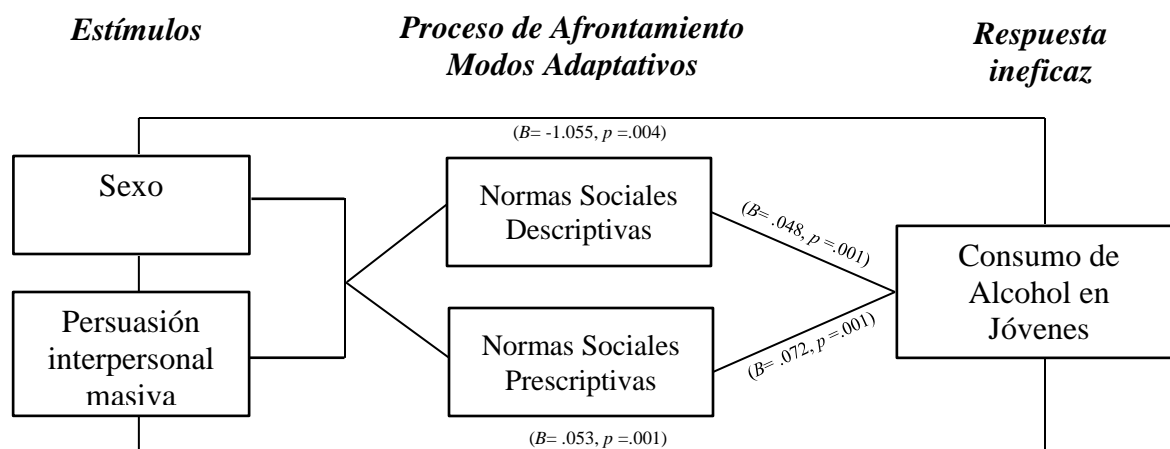 Estímulos
Proceso de Afrontamiento
Modos Adaptativos
Respuesta
ineficaz
(B= -1.055, p =.004)
Sexo
Normas Sociales
Descriptivas
(B= .048, p =.001)
Persuasión
interpersonal
masiva
Normas Sociales
Prescriptivas
(B= .072, p =.001)
Consumo de
Alcohol en
Jóvenes
(B= .053, p =.001)